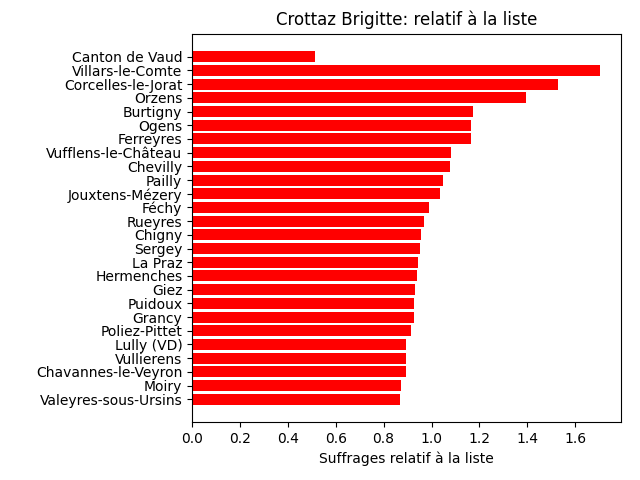 Crottaz Brigitte: relatif à la liste
Canton de Vaud
Villars-le-Comte
Corcelles-le-Jorat
Orzens
Burtigny
Ogens
Ferreyres
Vufflens-le-Château
Chevilly
Pailly
Jouxtens-Mézery
Féchy
Rueyres
Chigny
Sergey
La Praz
Hermenches
Giez
Puidoux
Grancy
Poliez-Pittet
Lully (VD)
Vullierens
Chavannes-le-Veyron
Moiry
Valeyres-sous-Ursins
0.0 0.2 0.4 0.6 0.8 1.0 1.2 1.4 1.6
Suffrages relatif à la liste